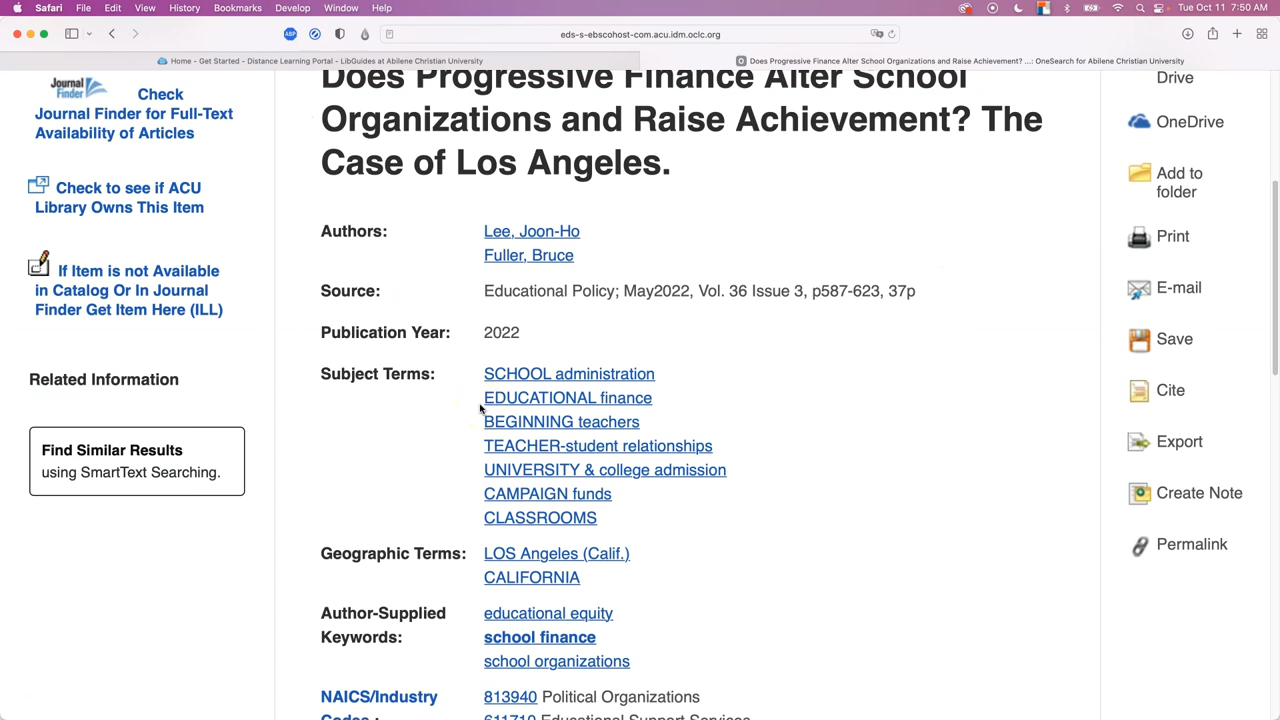 Safari File Edit View History Bookmarks Develop Window Help Tue Oct 11 7:50 AM
eds-s-ebscohost-com.acu.idm.oclc.org
Home - Get Started - Distance Learning Portal - LibGuides at Abilene Christian University
Does Progressive Finance Alter School Organizations and Raise Achievement? ...: OneSearch for Abilene Christian University
Journal Finder
Check
Journal Finder for Full-Text
Availability of Articles
Check to see if ACU
Library Owns This Item
If Item is not Available
in Catalog Or In Journal
Finder Get Item Here (ILL)
Related Information
Find Similar Results
using SmartText Searching.
Does Progressive Finance Alter School
Organizations and Raise Achievement? The
Case of Los Angeles.
Authors: Lee, Joon-Ho
Fuller, Bruce
Source: Educational Policy; May2022, Vol. 36 Issue 3, p587-623, 37p
Publication Year: 2022
Subject Terms: SCHOOL administration
EDUCATIONAL finance
BEGINNING teachers
TEACHER-student relationships
UNIVERSITY & college admission
CAMPAIGN funds
CLASSROOMS
Geographic Terms: LOS Angeles (Calif.)
CALIFORNIA
Author-Supplied educational equity
Keywords: school finance
school organizations
NAICS/Industry 813940 Political Organizations
Codes : 611710 Educational Support Services
Drive
OneDrive
Add to
folder
Print
E-mail
Save
Cite
Export
Create Note
Permalink